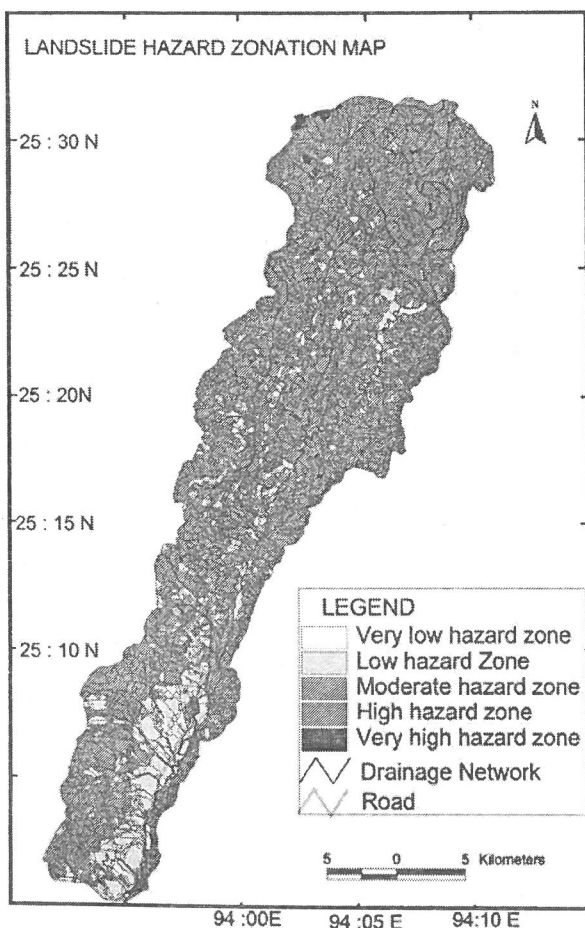 LANDSLIDE HAZARD ZONATION MAP
N
25 : 30 N
25 : 25 N
25 : 20N
25 : 15 N
25 : 10 N
LEGEND
Very low hazard zone
Low hazard Zone
Moderate hazard zone
High hazard zone
Very high hazard zone
Drainage Network
Road
5 0 5 Kilometers
94 :00E 94 :05 E 94:10 E